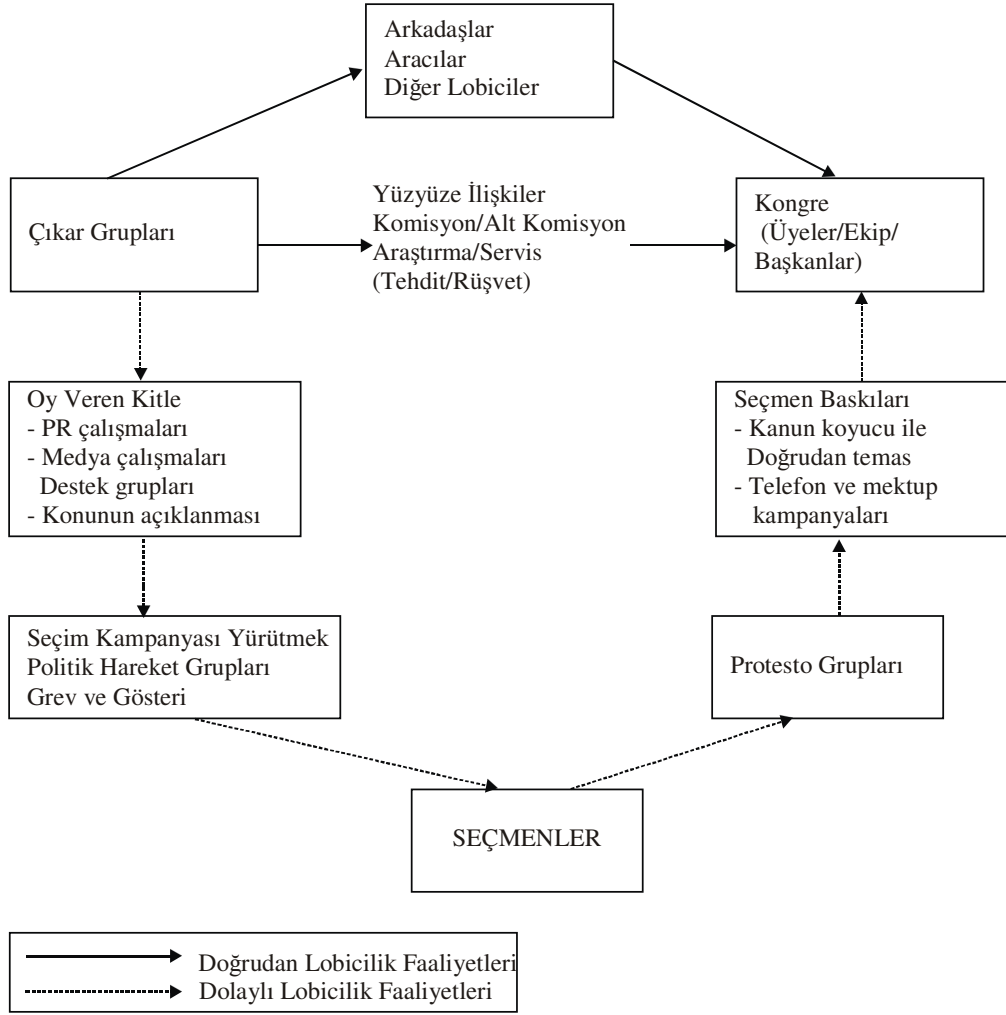 Arkadaşlar
Aracılar
Diğer Lobiciler
Çıkar Grupları
Yüzyüze İlişkiler
Komisyon/Alt Komisyon
Araştırma/Servis
(Tehdit/Rüşvet)
Kongre
(Üyeler/Ekip/
Başkanlar)
Oy Veren Kitle
- PR çalışmaları
- Medya çalışmaları
Destek grupları
- Konunun açıklanması
Seçmen Baskıları
- Kanun koyucu ile
Doğrudan temas
- Telefon ve mektup
kampanyaları
Seçim Kampanyası Yürütmek
Politik Hareket Grupları
Grev ve Gösteri
Protesto Grupları
SEÇMENLER
Doğrudan Lobicilik Faaliyetleri
Dolaylı Lobicilik Faaliyetleri